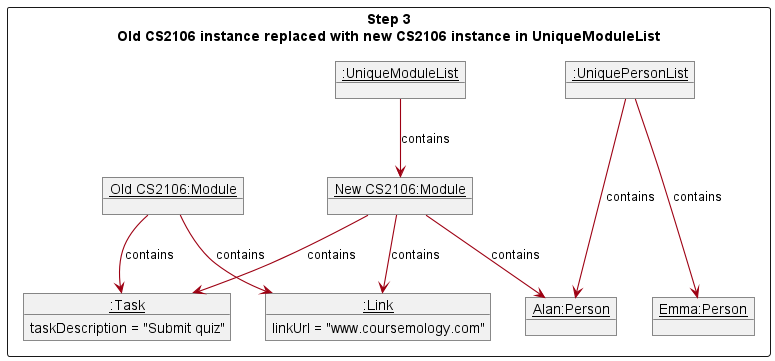 Step 3
Old CS2106 instance replaced with new CS2106 instance in UniqueModuleList
:UniqueModuleList
:UniquePersonList
contains
Old CS2106:Module
New CS2106:Module
contains
contains
contains
contains
contains
contains
contains
:Task
taskDescription = "Submit quiz"
:Link
linkUrl = "www.coursemology.com"
Alan:Person
Emma:Person